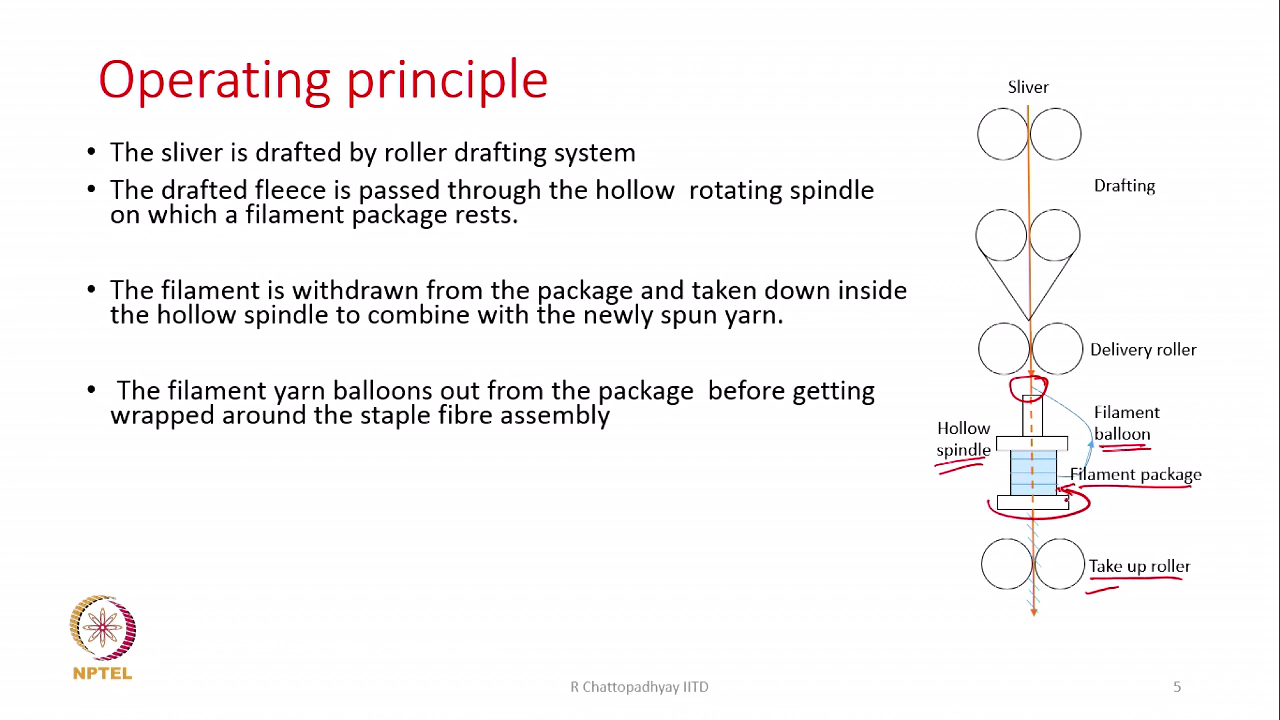 Operating principle
• The sliver is drafted by roller drafting system
• The drafted fleece is passed through the hollow rotating spindle
on which a filament package rests.
• The filament is withdrawn from the package and taken down inside
the hollow spindle to combine with the newly spun yarn.
• The filament yarn balloons out from the package before getting
wrapped around the staple fibre assembly
Sliver
Drafting
Delivery roller
Filament
balloon
Hollow
spindle
Filament package
Take up roller
NPTEL
R Chattopadhyay IITD
5